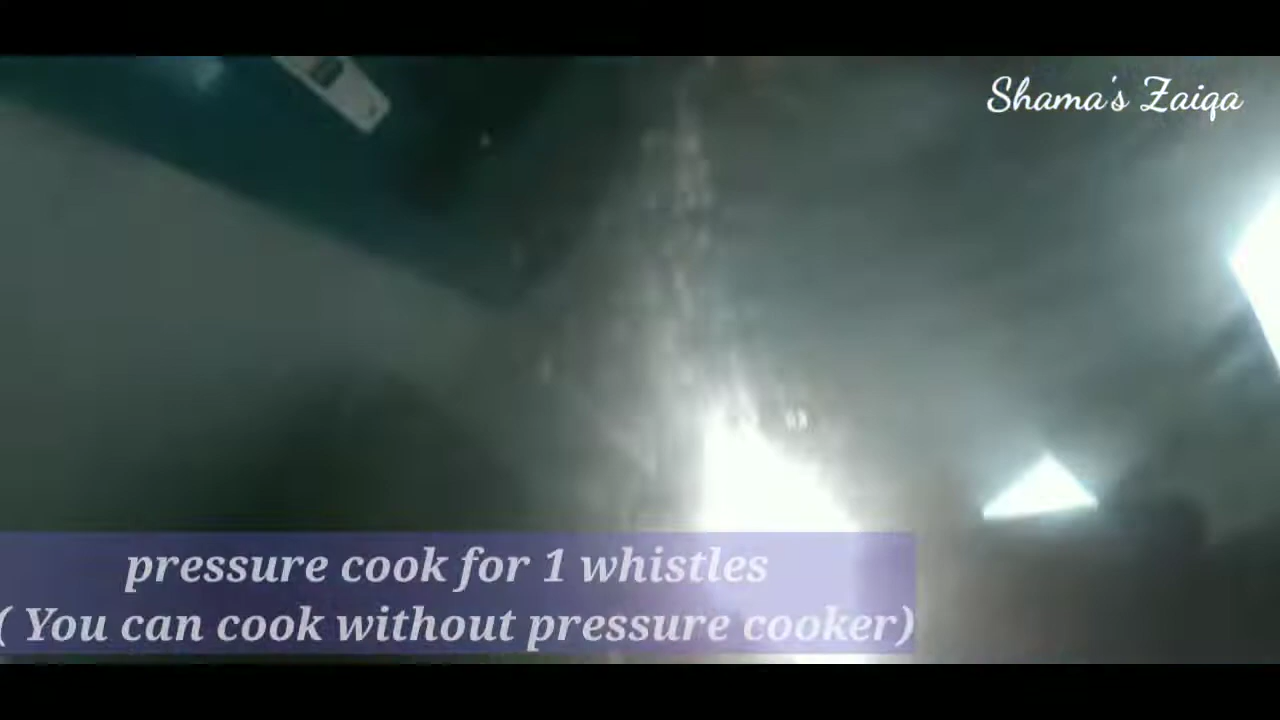 Shama's Zaiqa
pressure cook for 1 whistles
( You can cook without pressure cooker)